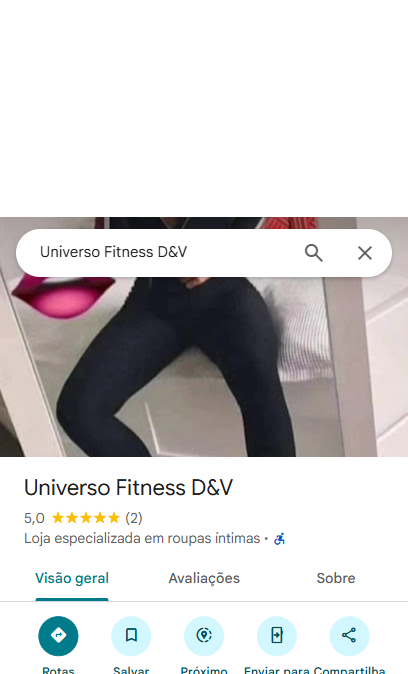 Universo Fitness D&V
Universo Fitness D&V
5,0 (2)
Loja especializada em roupas íntimas ·
Visão geral Avaliações Sobre
Rotas Salvar Próximo Enviar para Compartilha